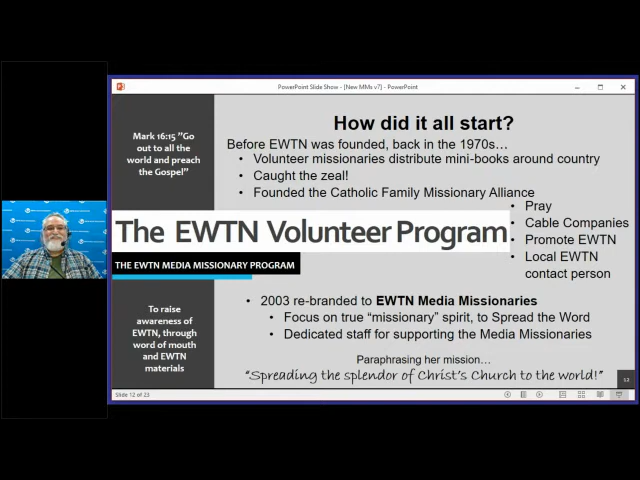 PowerPoint Slide Show - [New MMs v7] - PowerPoint
Mark 16:15 "Go
out to all the
world and preach
the Gospel"
How did it all start?
Before EWTN was founded, back in the 1970s…
• Volunteer missionaries distribute mini-books around country
• Caught the zeal!
• Founded the Catholic Family Missionary Alliance
• Pray
• Cable Companies
• Promote EWTN
• Local EWTN
contact person
The EWTN Volunteer Program
THE EWTN MEDIA MISSIONARY PROGRAM
To raise
awareness of
EWTN, through
word of mouth
and EWTN
materials
• 2003 re-branded to EWTN Media Missionaries
• Focus on true "missionary" spirit, to Spread the Word
• Dedicated staff for supporting the Media Missionaries
Paraphrasing her mission…
"Spreading the splendor of Christ's Church to the world!"
12
Slide 12 of 23